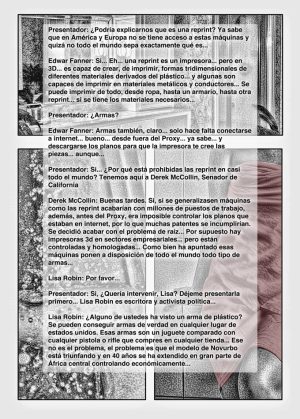 Presentador: ¿Podría explicarnos que es una reprint? Ya sabe
que en América y Europa no se tiene acceso a estas máquinas y
quizá no todo el mundo sepa exactamente qué es...
Edwar Fanner: Si... Eh... una reprint es un impresora... pero en
3D... es capaz de crear, de imprimir, formas tridimensionales de
diferentes materiales derivados del plástico... y algunas son
capaces de imprimir en materiales metálicos y conductores... Se
puede imprimir de todo; desde ropa, hasta un armario, hasta otra
reprint... si se tiene los materiales necesarios...
Presentador: ¿Armas?
Edwar Fanner: Armas también, claro... solo hace falta conectarse
a internet... bueno... desde fuera del Proxy... ya sabe... y
descargarse los planos para que la impresora te cree las
piezas... aunque...
Presentador: Si... ¿Por qué está prohibidas las reprint en casi
todo el mundo? Tenemos aquí a Derek McCollin, Senador de
California
Derek McCollin: Buenas tardes. Si, si se generalizasen máquinas
como las reprint acabarían con millones de puestos de trabajo,
además, antes del Proxy, era imposible controlar los planos que
estaban en internet, por lo que muchas patentes se incumplirían.
Se decidió acabar con el problema de raíz... Por supuesto hay
impresoras 3d en sectores empresariales... pero están
controladas y homologadas... Como bien ha apuntado esas
máquinas ponen a disposición de todo el mundo todo tipo de
armas...
Lisa Robin: Por favor...
Presentador: Si, ¿Quería intervenir, Lisa? Déjeme presentarla
primero... Lisa Robin es escritora y activista política...
Lisa Robin: ¿Alguno de ustedes ha visto un arma de plástico?
Se pueden conseguir armas de verdad en cualquier lugar de
estados unidos. Esas armas son un juguete comparado con
cualquier pistola o rifle que compres en cualquier tienda... Ese
no es el problema, el problema es que el modelo de Novurbo
está triunfando y en 40 años se ha extendido en gran parte de
África central controlando económicamente...